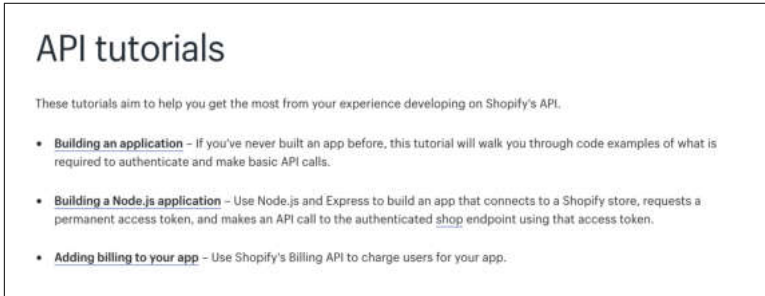 API tutorials
These tutorials aim to help you get the most from your experience developing on Shopify's API.
• Building an application – If you've never built an app before, this tutorial will walk you through code examples of what is
required to authenticate and make basic API calls.
• Building a Node.js application – Use Node.js and Express to build an app that connects to a Shopify store, requests a
permanent access token, and makes an API call to the authenticated shop endpoint using that access token.
• Adding billing to your app – Use Shopify's Billing API to charge users for your app.